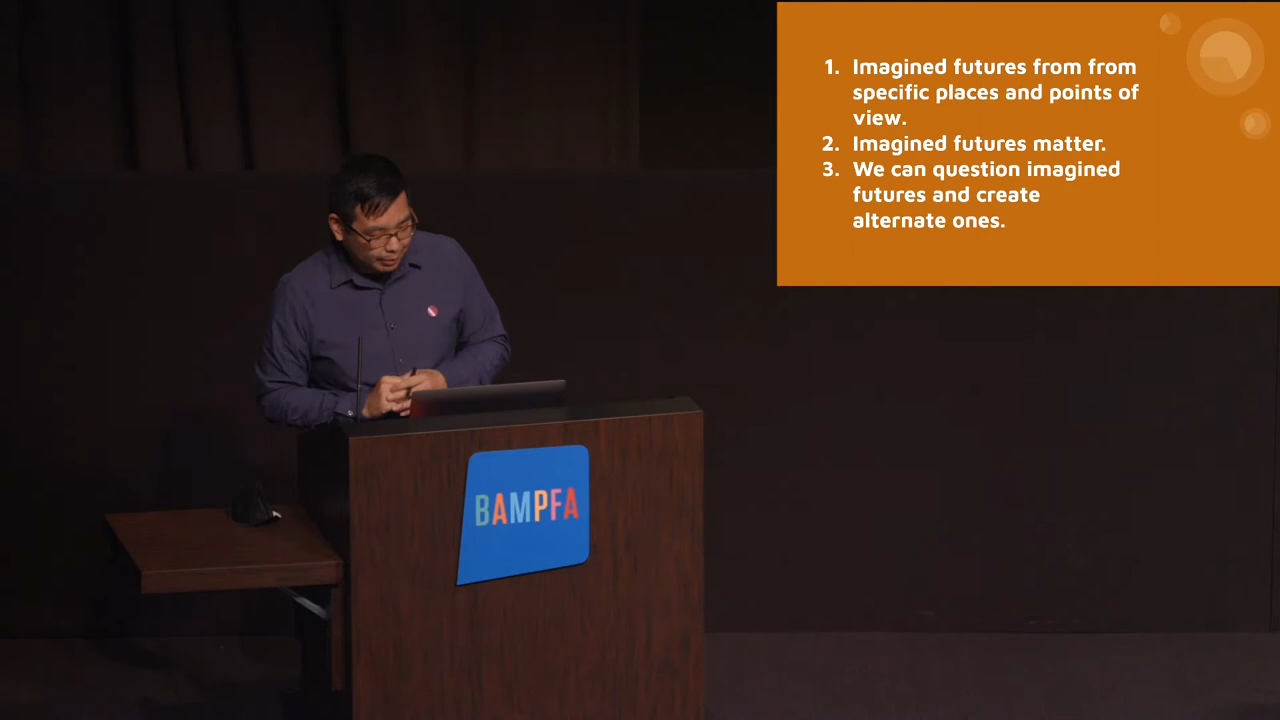 1. Imagined futures from from
specific places and points of
view.
2. Imagined futures matter.
3. We can question imagined
futures and create
alternate ones.
BAMPFA